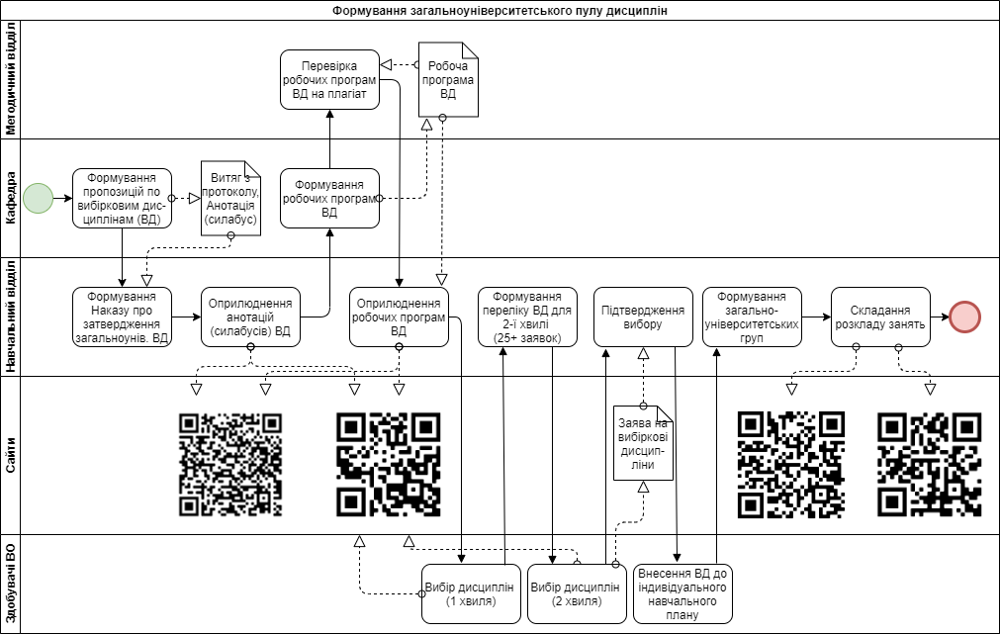 Формування загальноуніверситетського пулу дисциплін
Методичний відділ
Перевірка
робочих програм
ВД на плагіат
Робоча
програма
ВД
Кафедра
Формування
пропозицій по
вибірковим дис-
циплінам (ВД)
Витяг з
протоколу,
Анотація
(силабус)
Формування
робочих програм
ВД
Навчальний відділ
Формування
Наказу про
затвердження
загальноунів. ВД
Оприлюднення
анотацій
(силабусів) ВД
Оприлюднення
робочих програм
ВД
Формування
переліку ВД для
2-ї хвилі
(25+ заявок)
Підтвердження
вибору
Формування
загально-
університетських
груп
Складання
розкладу занять
Сайти
Заява на
вибіркові
дисцип-
ліни
Здобувачі ВО
Вибір дисциплін
(1 хвиля)
Вибір дисциплін
(2 хвиля)
Внесення ВД до
індивідуального
навчального
плану